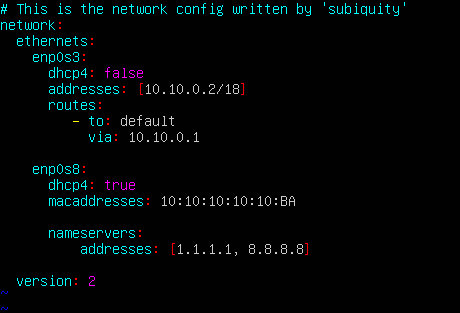 # This is the network config written by 'subiquity'
network:
  ethernets:
    enp0s3:
      dhcp4: false
      addresses: [10.10.0.2/18]
      routes:
         - to: default
           via: 10.10.0.1

    enp0s8:
      dhcp4: true
      macaddresses: 10:10:10:10:10:BA

      nameservers:
          addresses: [1.1.1.1, 8.8.8.8]

  version: 2
~
~